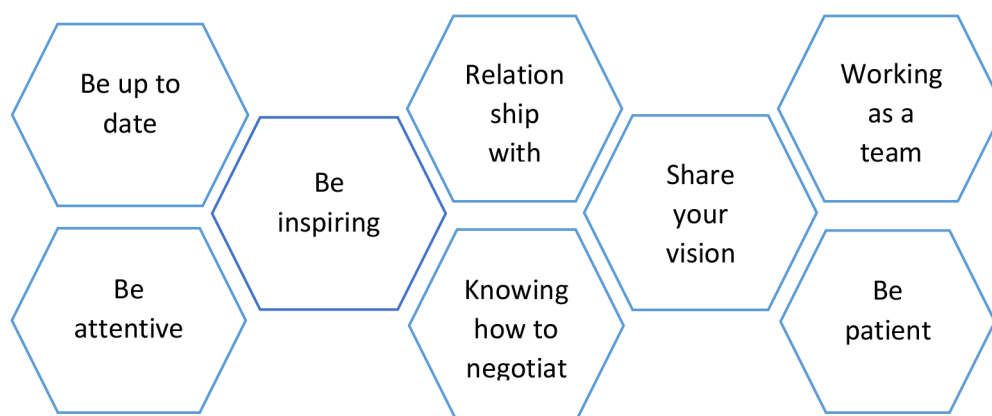 Be up to
date
Be
inspiring
Relation
ship
with
Share
your
vision
Working
as a
team
Be
attentive
Knowing
how to
negotiat
Be
patient